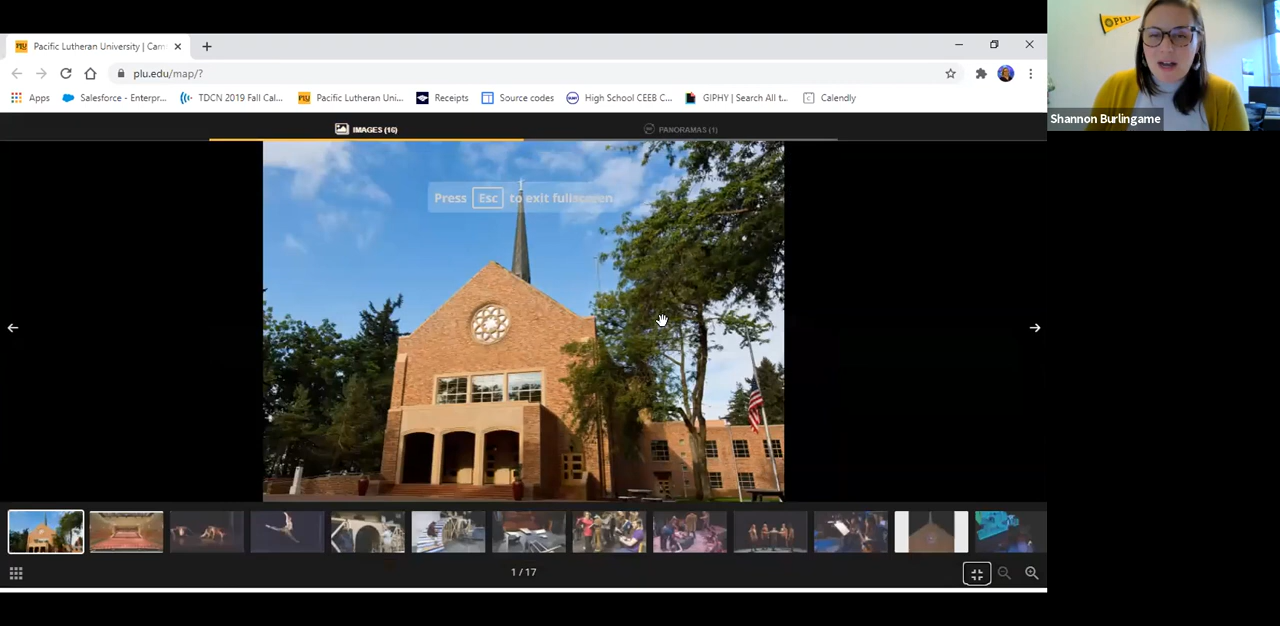 Pacific Lutheran University | Cam
plu.edu/map/?
Apps
Salesforce - Enterpr...
TDCN 2019 Fall Cal...
PLU Pacific Lutheran Uni...
Receipts
Source codes
High School CEEB C...
GIPHY | Search All t...
Calendly
IMAGES (16)
PANORAMAS (1)
Press Esc to exit fullscreen
1 / 17
PLU
Shannon Burlingame